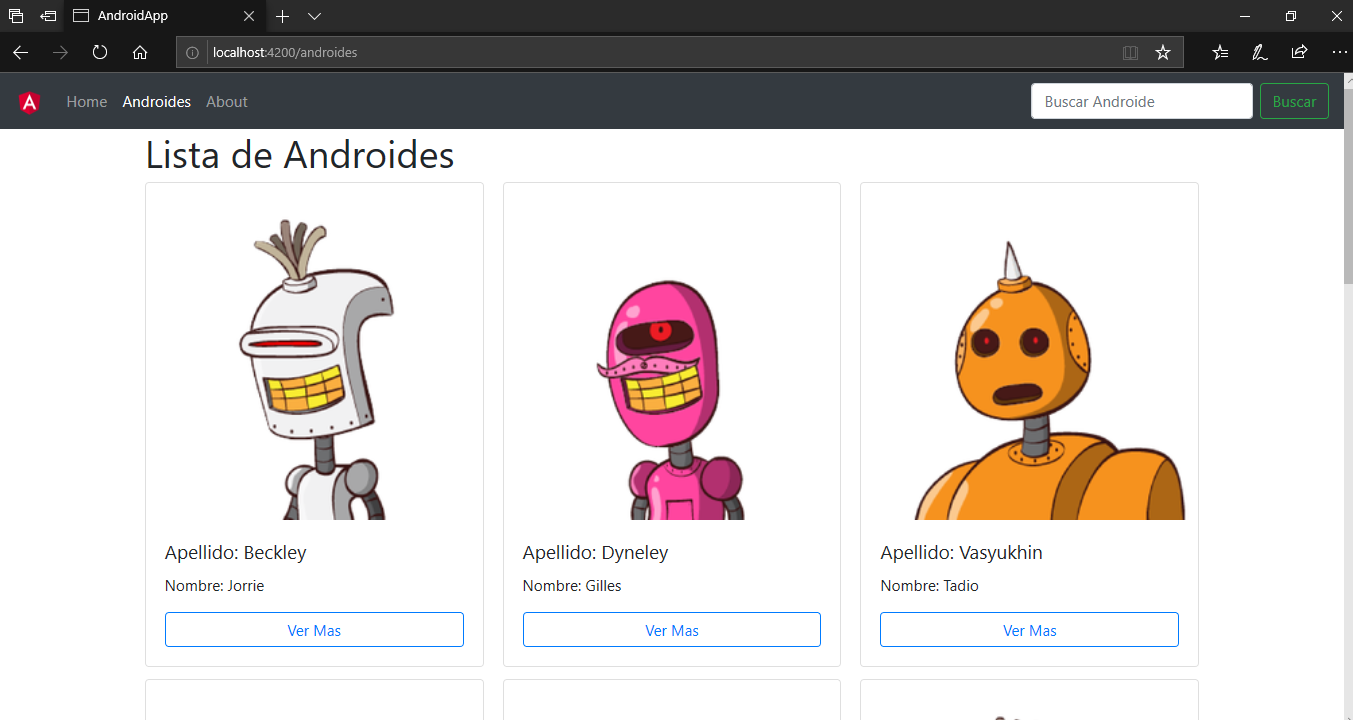 AndroidApp
localhost:4200/androides
A
Home Androides About
Buscar Androide
Buscar
Lista de Androides
Apellido: Beckley
Nombre: Jorrie
Ver Mas
Apellido: Dyneley
Nombre: Gilles
Ver Mas
Apellido: Vasyukhin
Nombre: Tadio
Ver Mas